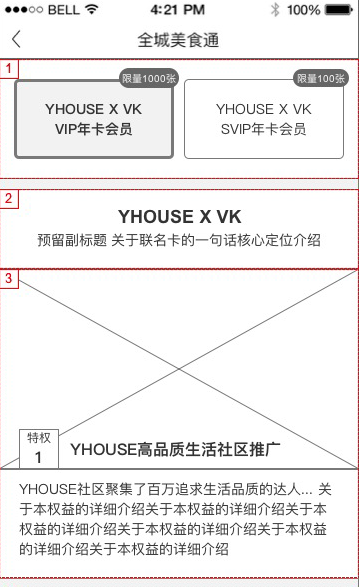 BELL 4:21 PM 100%
全城美食通
1
限量1000张
限量100张
YHOUSE X VK
VIP年卡会员
YHOUSE X VK
SVIP年卡会员
2
YHOUSE X VK
预留副标题 关于联名卡的一句话核心定位介绍
3
特权
1
YHOUSE高品质生活社区推广
YHOUSE社区聚集了百万追求生活品质的达人... 关
于本权益的详细介绍关于本权益的详细介绍关于本
权益的详细介绍关于本权益的详细介绍关于本权益
的详细介绍关于本权益的详细介绍